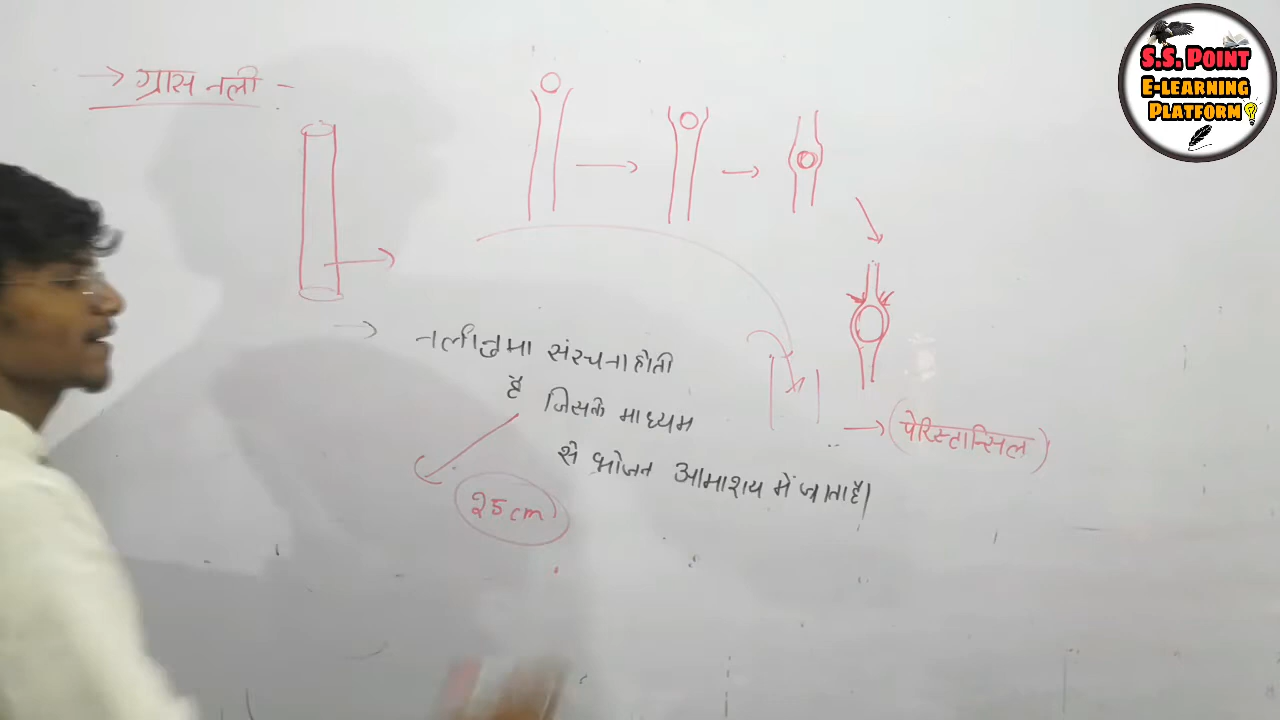 → ग्रास नली -
→ नलीनुमा संरचना होती
है जिसके माध्यम
से भोजन आमाशय में जाता है।
25 cm
→ (पेरिस्टान्सिल)
S.S. POINT
E-LEARNING
PLATFORM